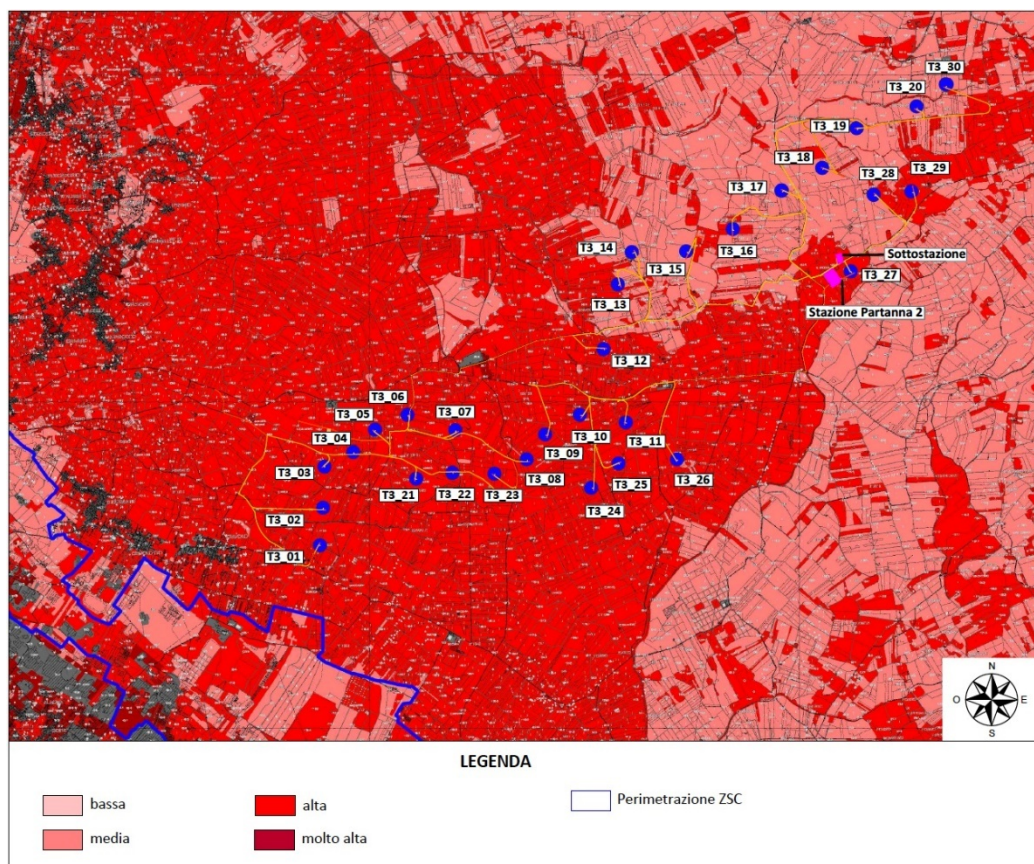 T3_30
T3_20
T3_19
T3_18
T3_29
T3_28
T3_17
T3_14
T3_16
T3_15
Sottostazione
T3_27
T3_13
Stazione Partanna 2
T3_12
T3_06
T3_05
T3_07
T3_04
T3_10
T3_11
T3_09
T3_03
T3_08
T3_26
T3_21
T3_22
T3_23
T3_25
T3_02
T3_24
T3_01
N
O
E
S
LEGENDA
bassa
alta
Perimetrazione ZSC
media
molto alta